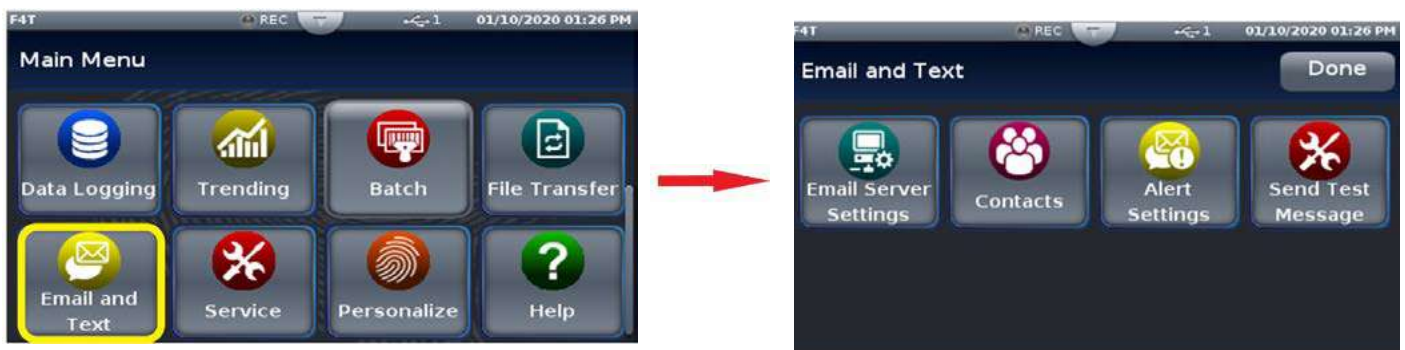 F4T REC 1 01/10/2020 01:26 PM
Main Menu
Data Logging Trending Batch File Transfer
Email and
Text
Service Personalize Help
F4T REC 1 01/10/2020 01:26 PM
Email and Text Done
Email Server
Settings
Contacts
Alert
Settings
Send Test
Message